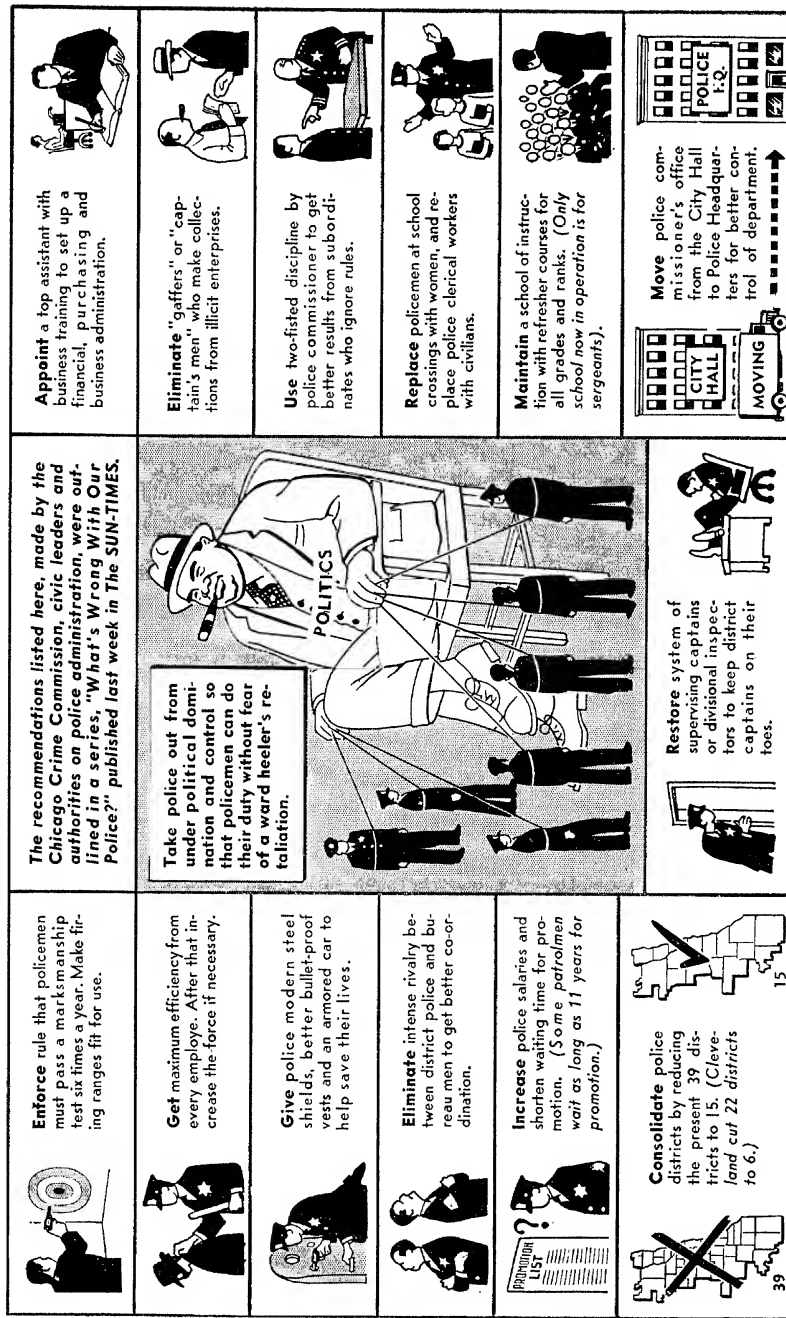 The recommendations listed here, made by the
Chicago Crime Commission, civic leaders and
authorities on police administration, were out-
lined in a series, "What's Wrong With Our
Police?" published last week in The SUN-TIMES.
Enforce rule that policemen
must pass a marksmanship
test six times a year. Make fir-
ing ranges fit for use.
Get maximum efficiency from
every employe. After that in-
crease the force if necessary.
Give police modern steel
shields, better bullet-proof
vests and an armored car to
help save their lives.
Eliminate intense rivalry be-
tween district police and bu-
reau men to get better co-or-
dination.
PROMOTION
LIST
?
Increase police salaries and
shorten waiting time for pro-
motion. (Some patrolmen
wait as long as 11 years for
promotion.)
39
Consolidate police
districts by reducing
the present 39 dis-
tricts to 15. (Cleve-
land cut 22 districts
to 6.)
15
Take police out from
under political domi-
nation and control so
that policemen can do
their duty without fear
of a ward heeler's re-
taliation.
POLITICS
Restore system of
supervising captains
or divisional inspec-
tors to keep district
captains on their
toes.
Appoint a top assistant with
business training to set up a
financial, purchasing and
business administration.
Eliminate "gaffers" or "cap-
tain's men" who make collec-
tions from illicit enterprises.
Use two-fisted discipline by
police commissioner to get
better results from subordi-
nates who ignore rules.
Replace policemen at school
crossings with women, and re-
place police clerical workers
with civilians.
Maintain a school of instruc-
tion with refresher courses for
all grades and ranks. (Only
school now in operation is for
sergeants).
CITY
HALL
MOVING
Move police com-
missioner's office
from the City Hall
to Police Headquar-
ters for better con-
trol of department.
POLICE
H.Q.